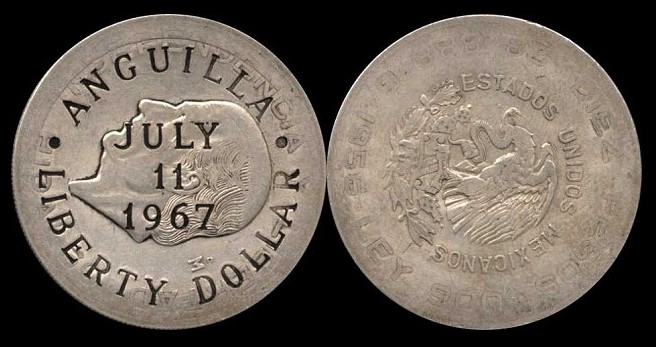 ANGUILLA
JULY
11
1967
LIBERTY DOLLAR
ESTADOS UNIDOS MEXICANOS